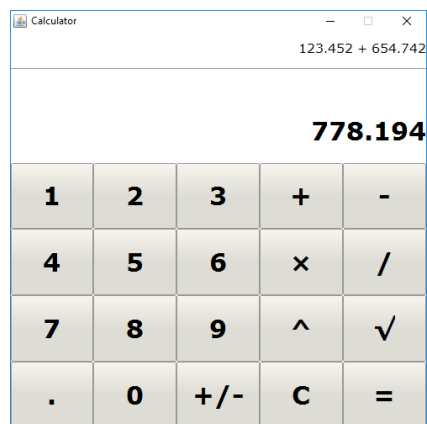 Calculator
123.452 + 654.742
778.194
1 2 3 + -
4 5 6 × /
7 8 9 ^ √
. 0 +/- C =